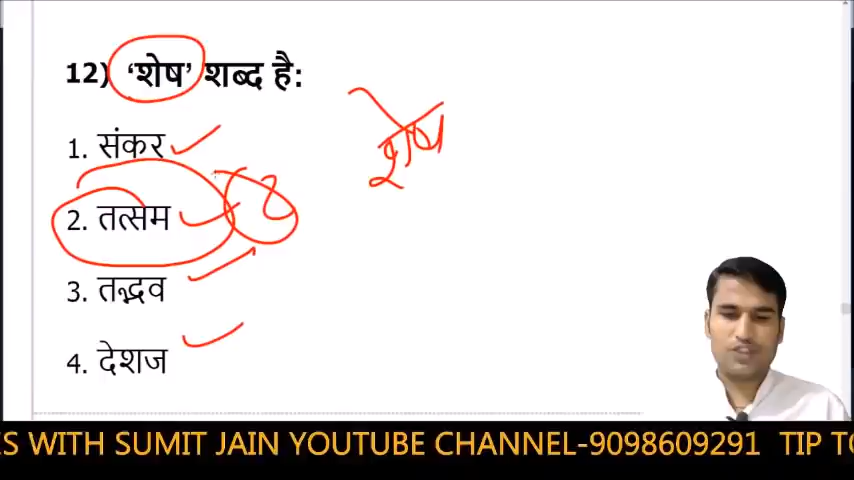 12) 'शेष' शब्द है:
शेष
1. संकर
2. तत्सम
3. तद्भव
4. देशज
S WITH SUMIT JAIN YOUTUBE CHANNEL-9098609291 TIP TO